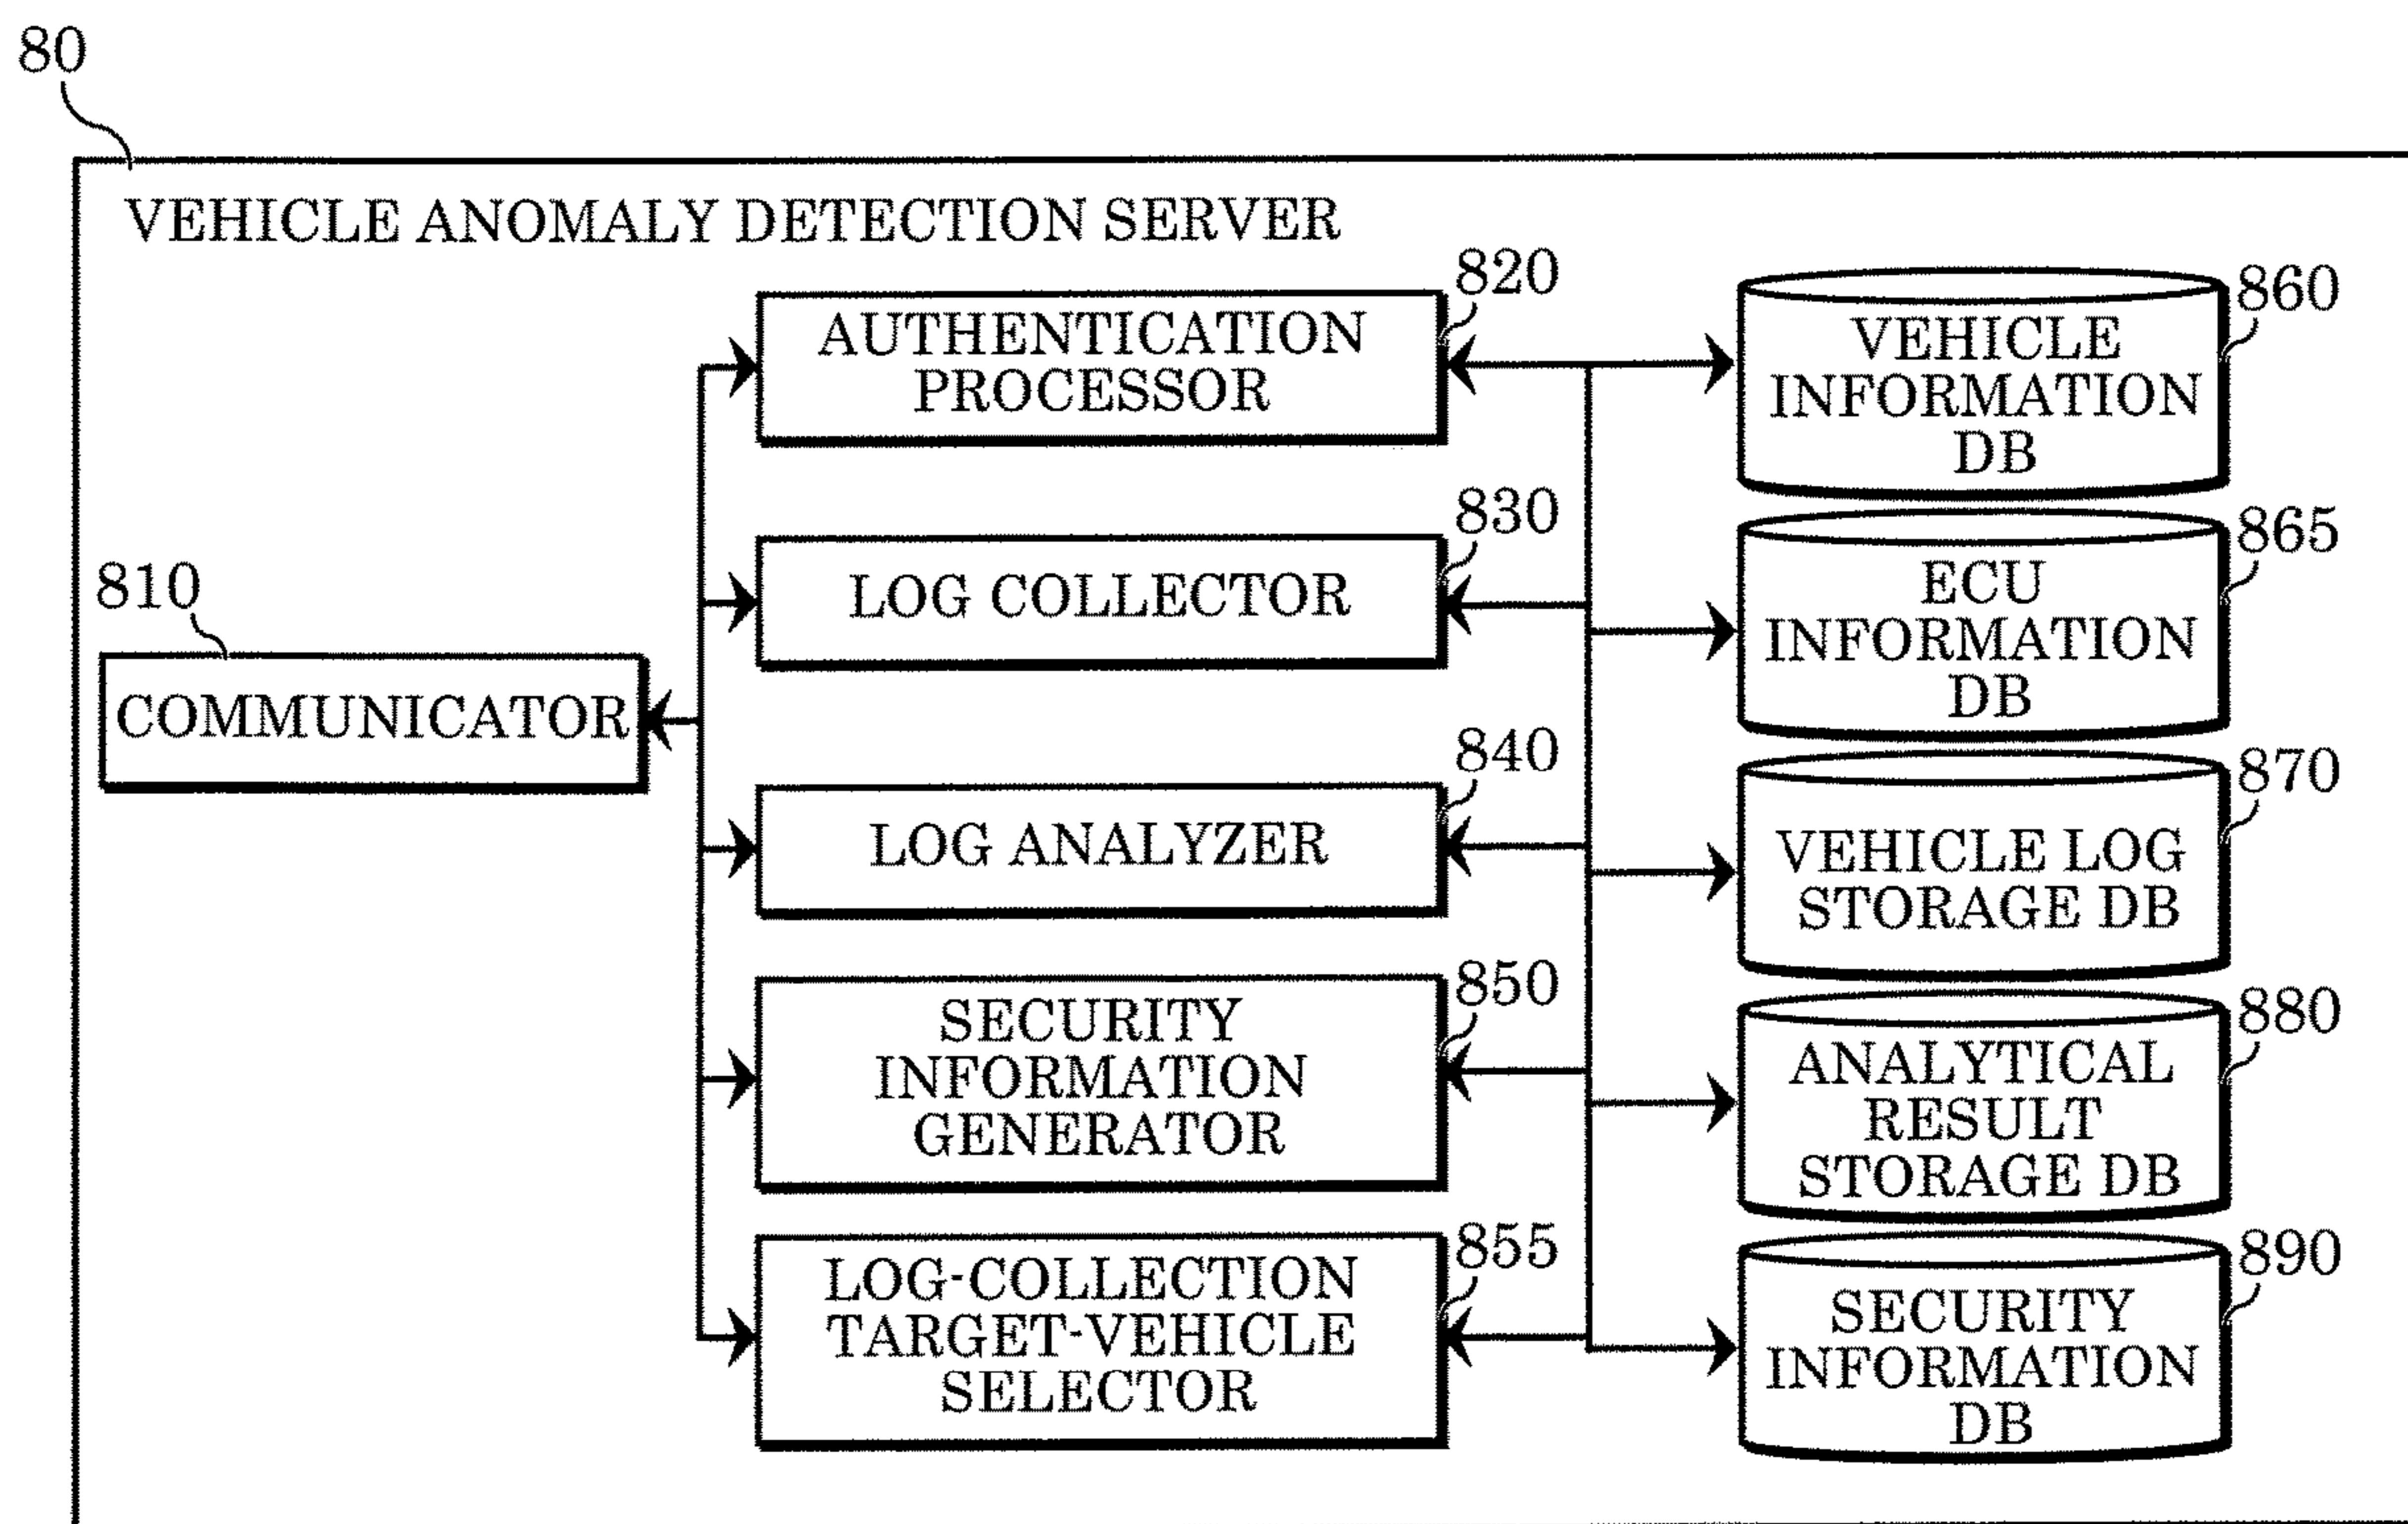 80
VEHICLE ANOMALY DETECTION SERVER
810
COMMUNICATOR
820
AUTHENTICATION
PROCESSOR
830
LOG COLLECTOR
840
LOG ANALYZER
850
SECURITY
INFORMATION
GENERATOR
855
LOG-COLLECTION
TARGET-VEHICLE
SELECTOR
860
VEHICLE
INFORMATION
DB
865
ECU
INFORMATION
DB
870
VEHICLE LOG
STORAGE DB
880
ANALYTICAL
RESULT
STORAGE DB
890
SECURITY
INFORMATION
DB